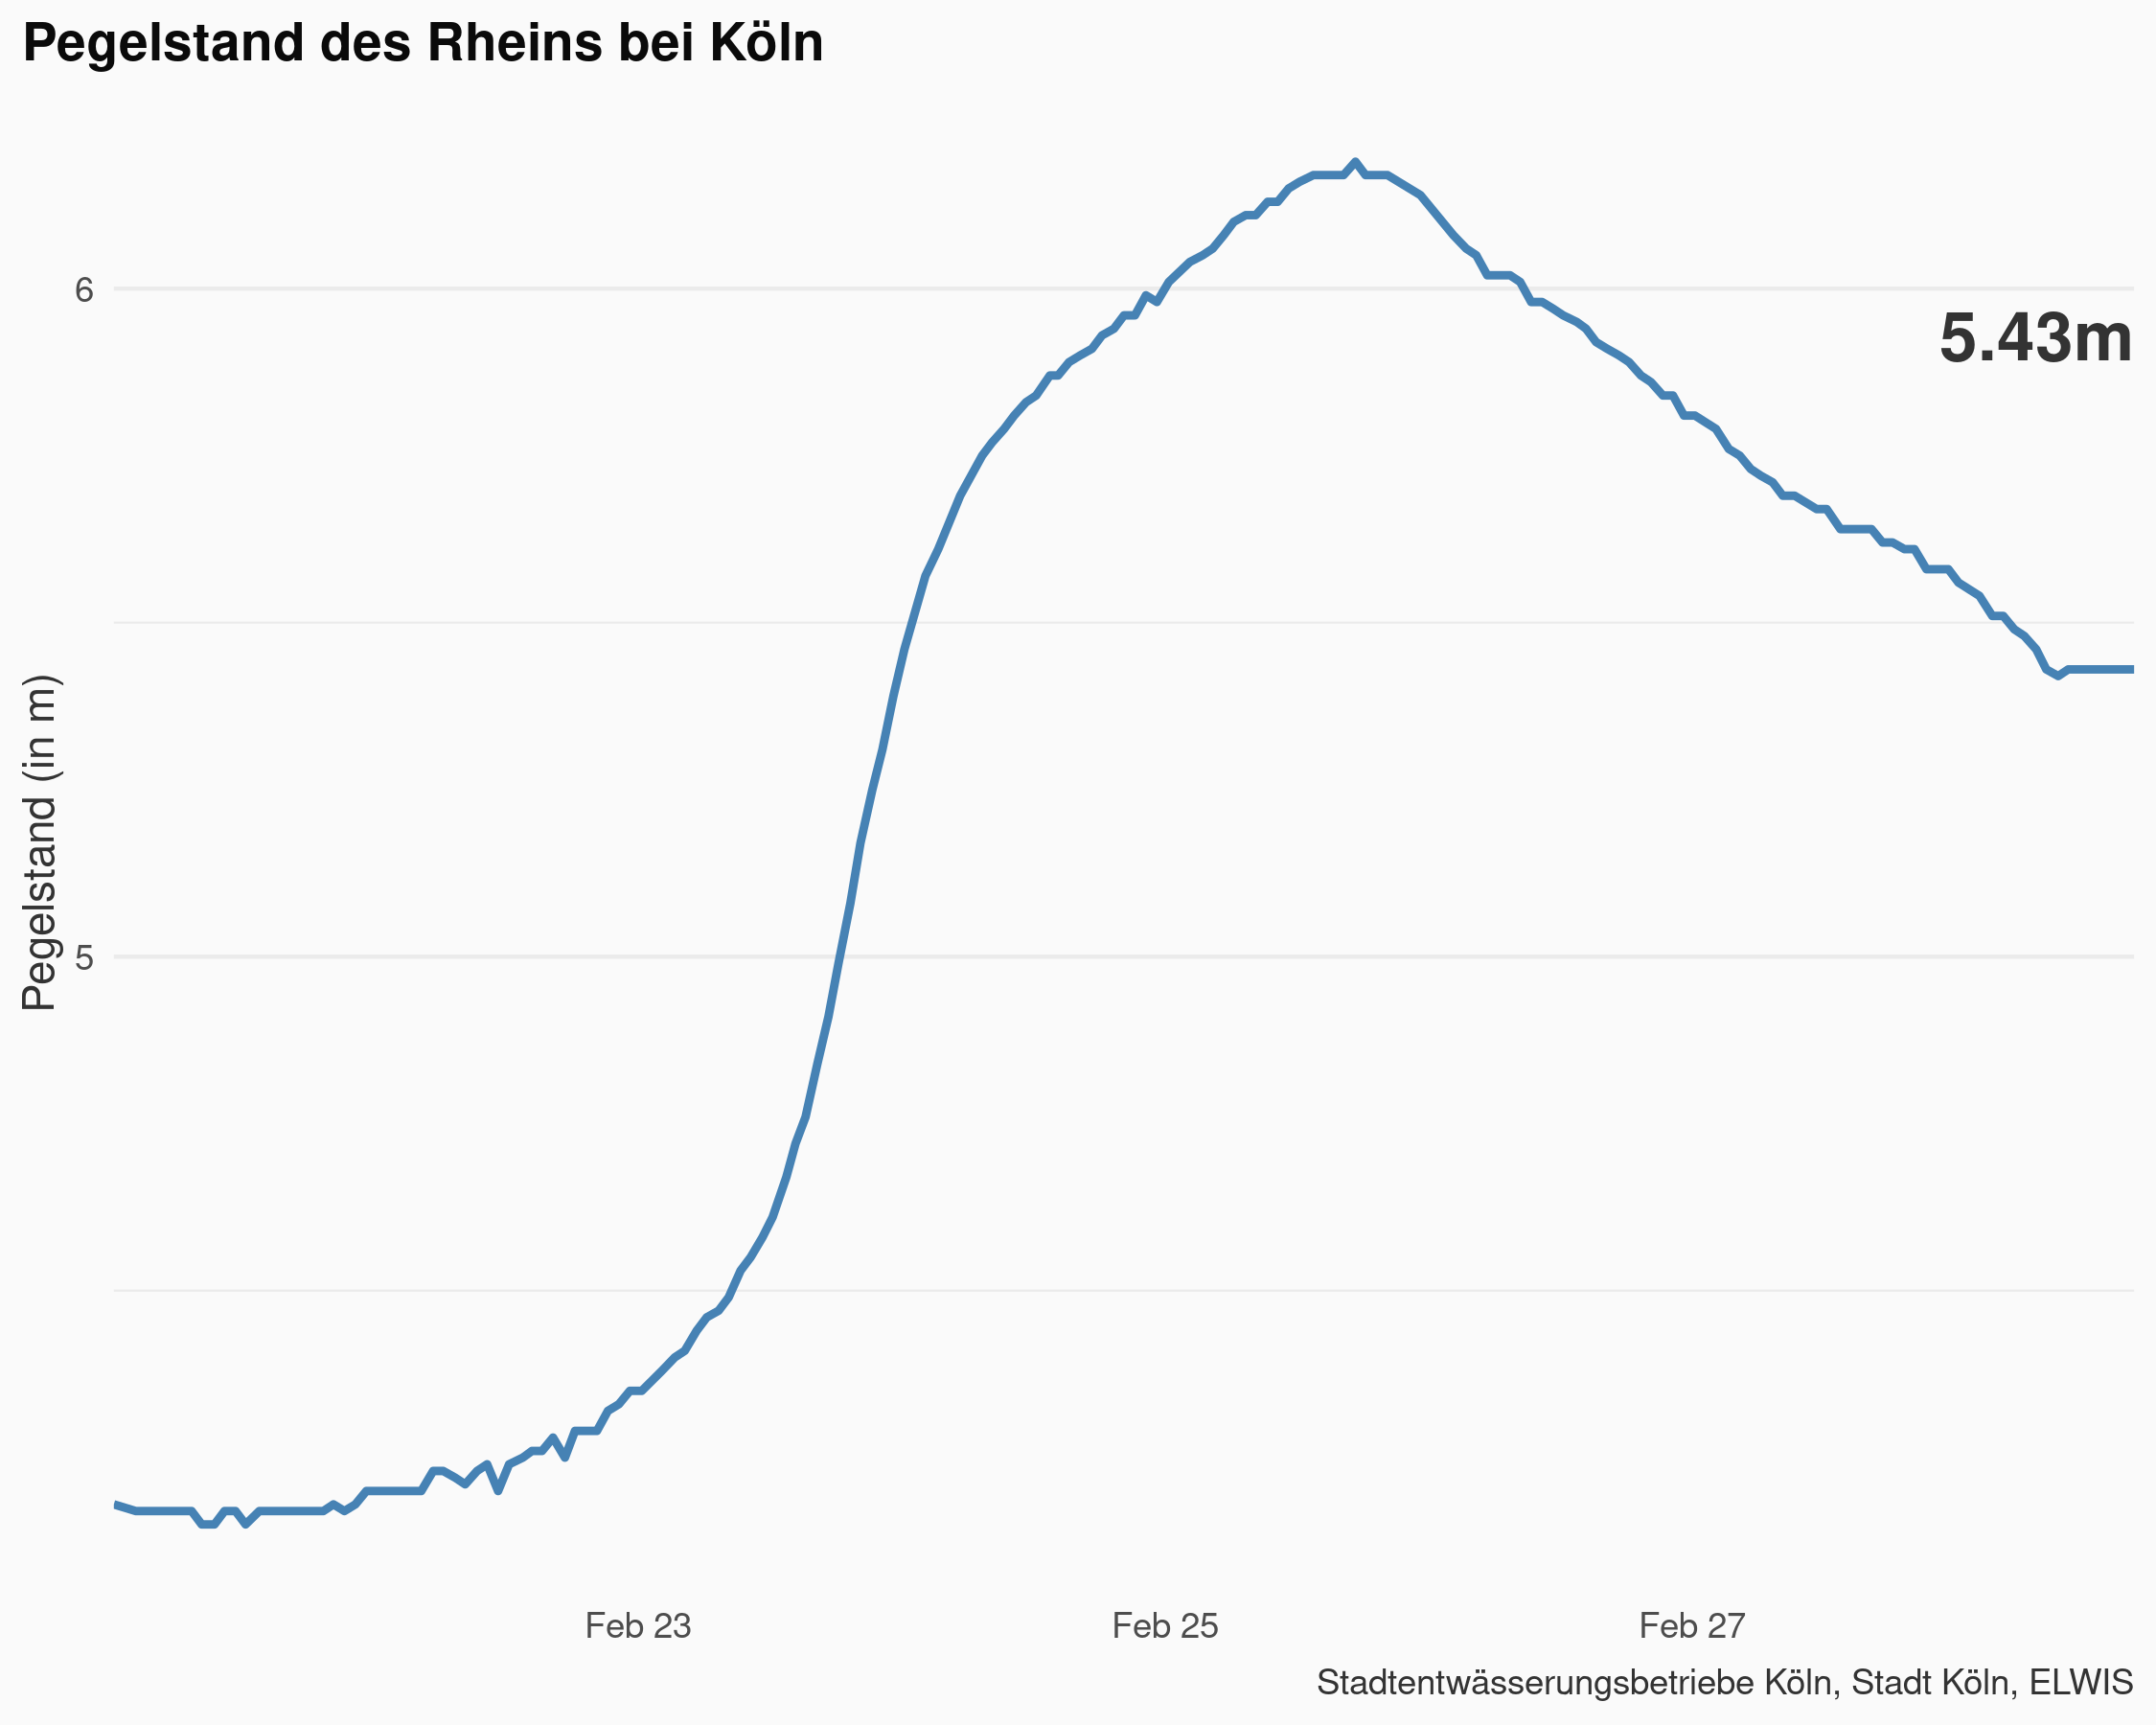 Pegelstand des Rheins bei Köln
6
5.43m
Pegelstand (in m)
5
Feb 23
Feb 25
Feb 27
Stadtentwässerungsbetriebe Köln, Stadt Köln, ELWIS